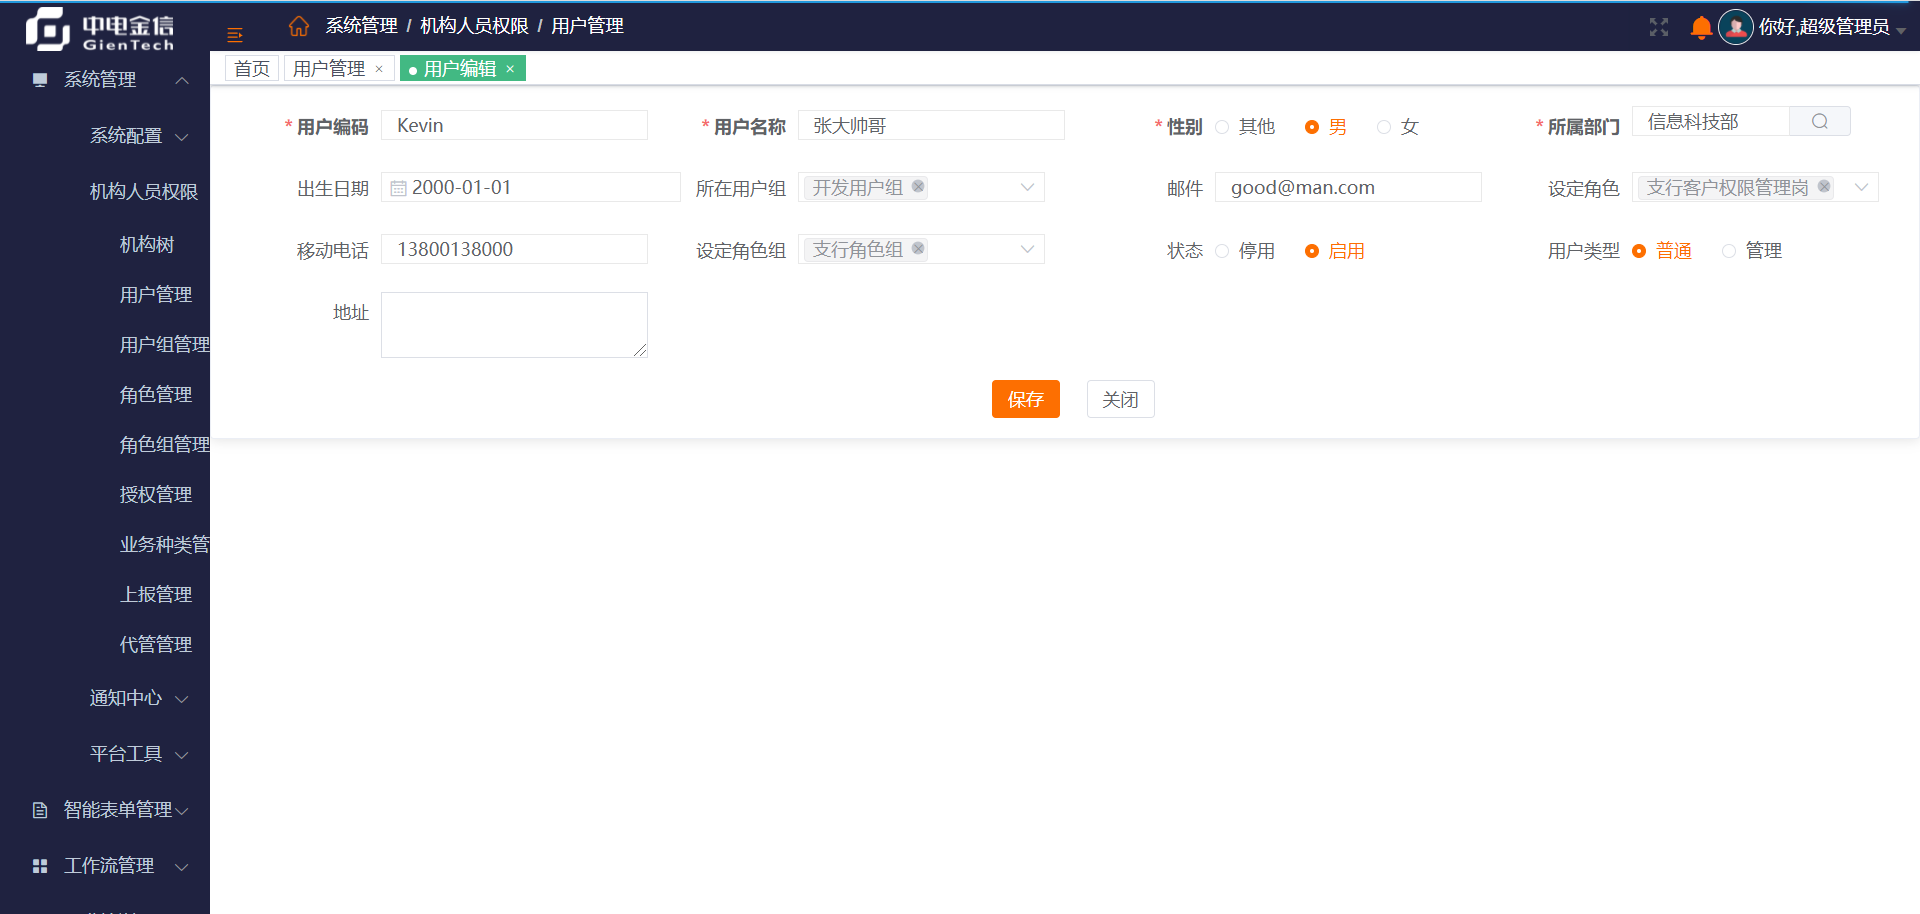 中电金信
GienTech
系统管理 / 机构人员权限 / 用户管理
你好,超级管理员
首页 用户管理 × 用户编辑 ×
系统管理
系统配置
机构人员权限
机构树
用户管理
用户组管理
角色管理
角色组管理
授权管理
业务种类管
上报管理
代管管理
通知中心
平台工具
智能表单管理
工作流管理
* 用户编码 Kevin * 用户名称 张大帅哥 * 性别 其他 男 女 * 所属部门 信息科技部
出生日期 2000-01-01 所在用户组 开发用户组 邮件 good@man.com 设定角色 支行客户权限管理岗
移动电话 13800138000 设定角色组 支行角色组 状态 停用 启用 用户类型 普通 管理
地址
保存 关闭